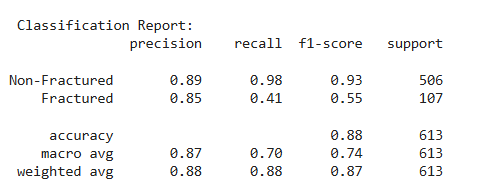 Classification Report:
precision recall f1-score support
Non-Fractured 0.89 0.98 0.93 506
Fractured 0.85 0.41 0.55 107
accuracy 0.88 613
macro avg 0.87 0.70 0.74 613
weighted avg 0.88 0.88 0.87 613